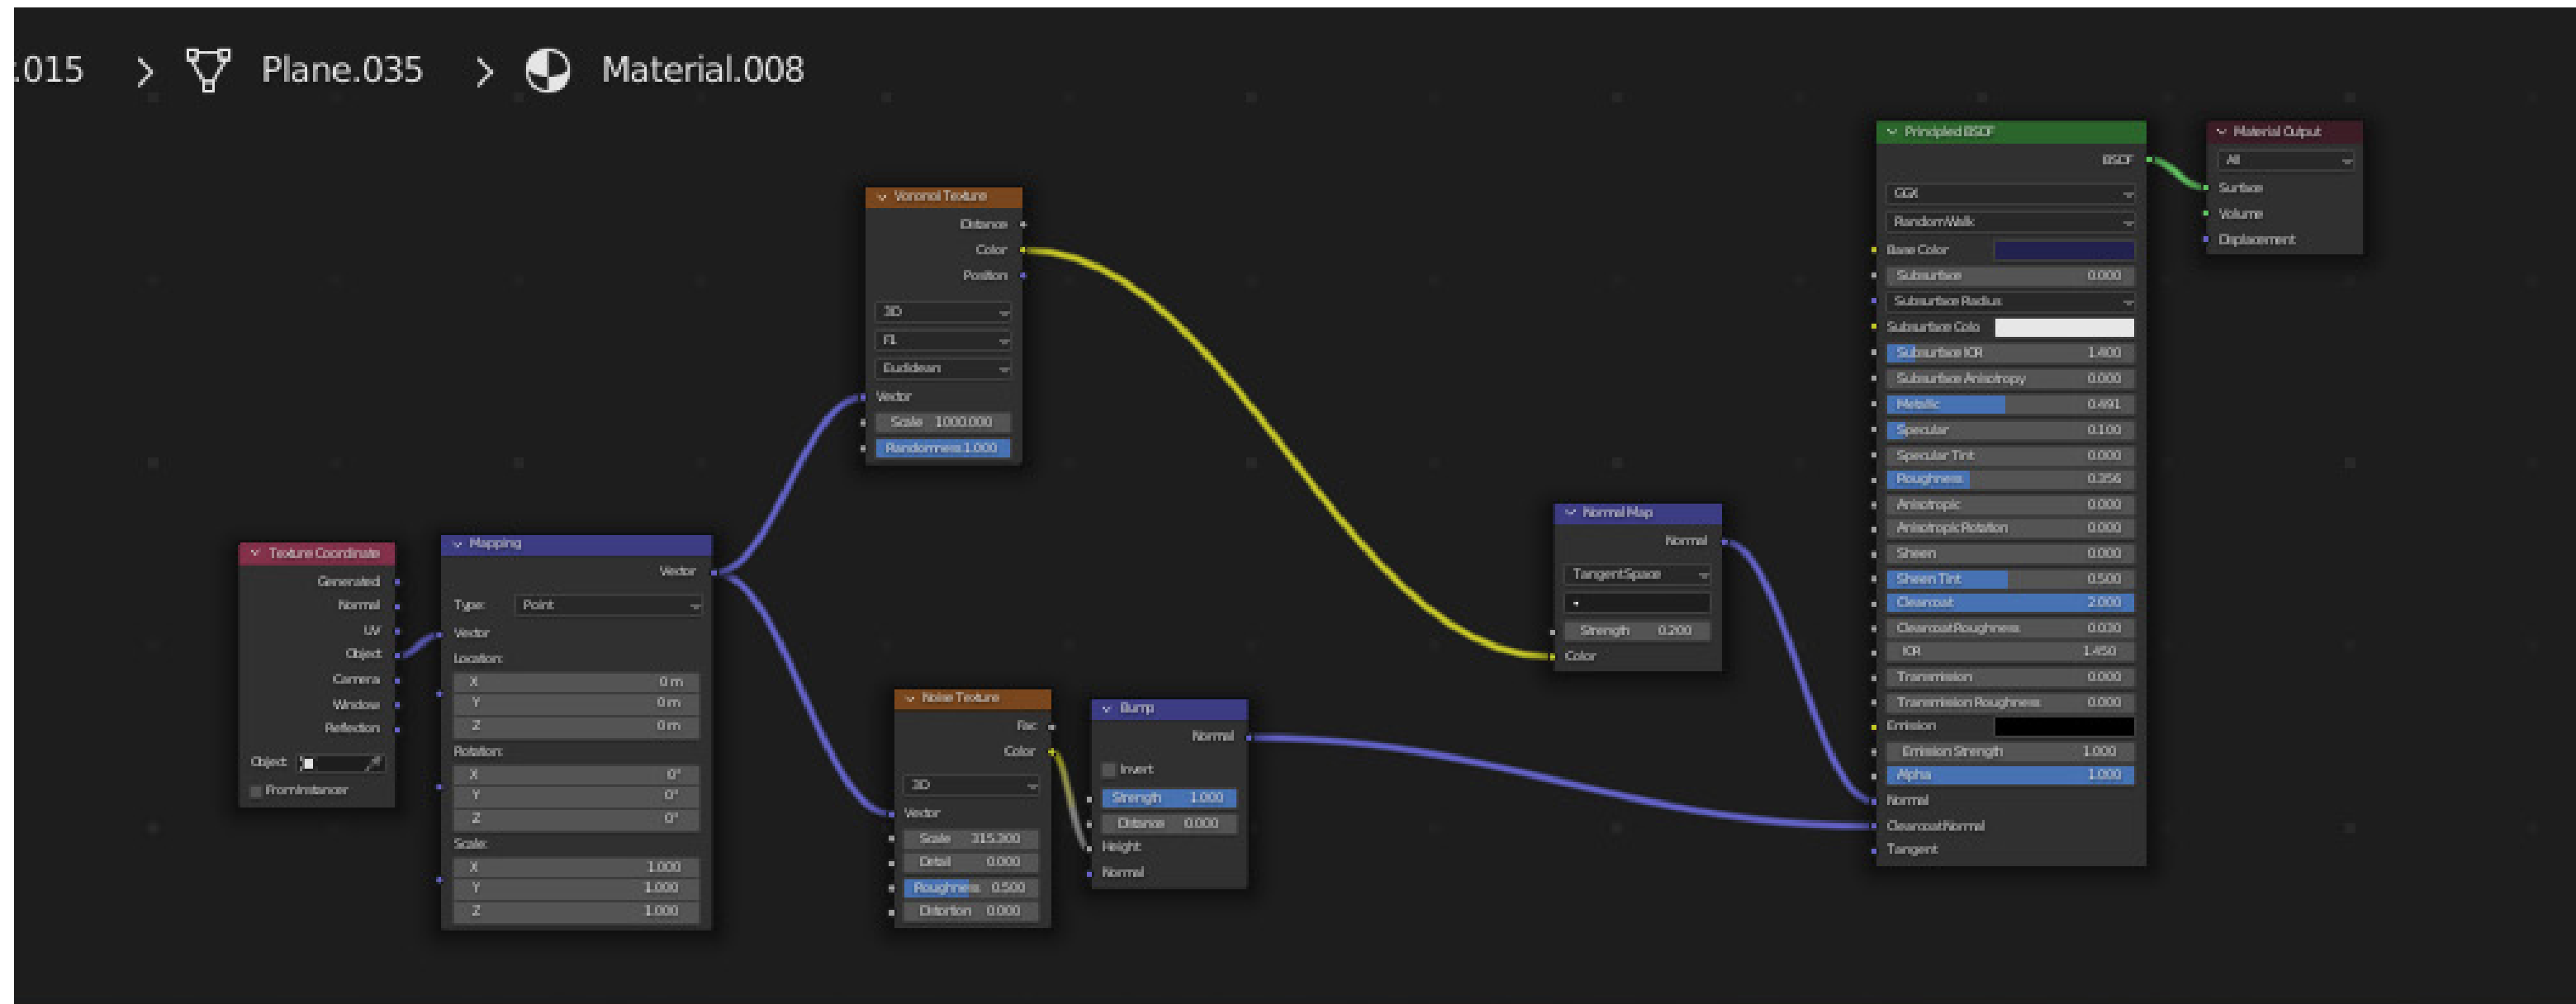 .015 > Plane.035 > Material.008
Texture Coordinate
Generated
Normal
UV
Object
Camera
Window
Reflection
Object
From Instancer
Mapping
Vector
Type: Point
Vector
Location:
X 0 m
Y 0 m
Z 0 m
Rotation:
X 0°
Y 0°
Z 0°
Scale:
X 1.000
Y 1.000
Z 1.000
Voronoi Texture
Distance
Color
Position
3D
F1
Euclidean
Vector
Scale 1000.000
Randomness 1.000
Noise Texture
Fac
Color
3D
Vector
Scale 315.300
Detail 0.000
Roughness 0.500
Distortion 0.000
Bump
Normal
Invert
Strength 1.000
Distance 0.000
Height
Normal
Normal Map
Normal
Tangent Space
Strength 0.200
Color
Principled BSDF
BSDF
GGX
Random Walk
Base Color
Subsurface 0.000
Subsurface Radius
Subsurface Colo
Subsurface IOR 1.400
Subsurface Anisotropy 0.000
Metallic 0.491
Specular 0.100
Specular Tint 0.000
Roughness 0.356
Anisotropic 0.000
Anisotropic Rotation 0.000
Sheen 0.000
Sheen Tint 0.500
Clearcoat 2.000
Clearcoat Roughness 0.030
IOR 1.450
Transmission 0.000
Transmission Roughness 0.000
Emission
Emission Strength 1.000
Alpha 1.000
Normal
Clearcoat Normal
Tangent
Material Output
All
Surface
Volume
Displacement